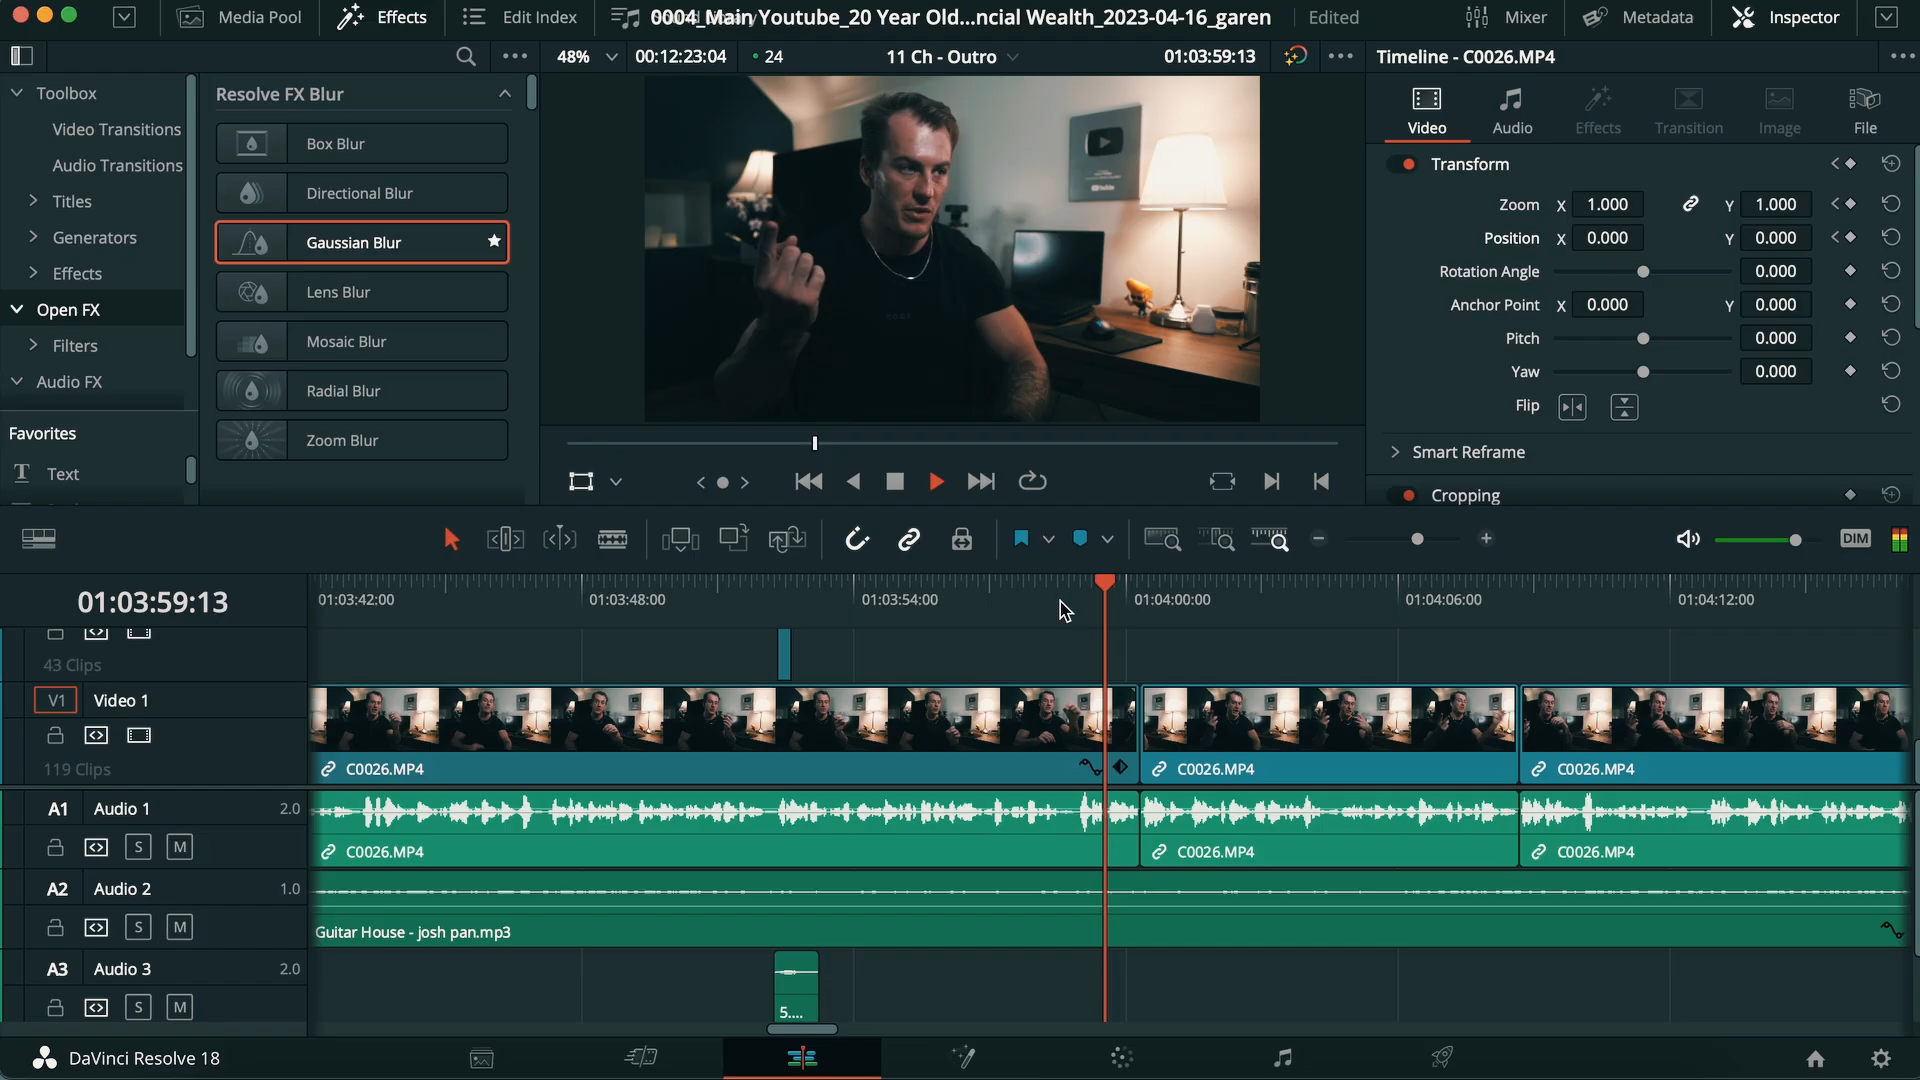 Media Pool
Effects
Edit Index
0004_Main Youtube_20 Year Old...ncial Wealth_2023-04-16_garen
Edited
Mixer
Metadata
Inspector
48%
00:12:23:04
24
11 Ch - Outro
01:03:59:13
Timeline - C0026.MP4
Toolbox
Video Transitions
Audio Transitions
Titles
Generators
Effects
Open FX
Filters
Audio FX
Favorites
Text
Resolve FX Blur
Box Blur
Directional Blur
Gaussian Blur
Lens Blur
Mosaic Blur
Radial Blur
Zoom Blur
Video
Audio
Effects
Transition
Image
File
Transform
Zoom X 1.000 Y 1.000
Position X 0.000 Y 0.000
Rotation Angle 0.000
Anchor Point X 0.000 Y 0.000
Pitch 0.000
Yaw 0.000
Flip
Smart Reframe
Cropping
DIM
01:03:59:13
01:03:42:00
01:03:48:00
01:03:54:00
01:04:00:00
01:04:06:00
01:04:12:00
43 Clips
V1 Video 1
119 Clips
C0026.MP4
C0026.MP4
C0026.MP4
A1 Audio 1 2.0
S M
C0026.MP4
C0026.MP4
C0026.MP4
A2 Audio 2 1.0
S M
Guitar House - josh pan.mp3
A3 Audio 3 2.0
S M
5....
DaVinci Resolve 18